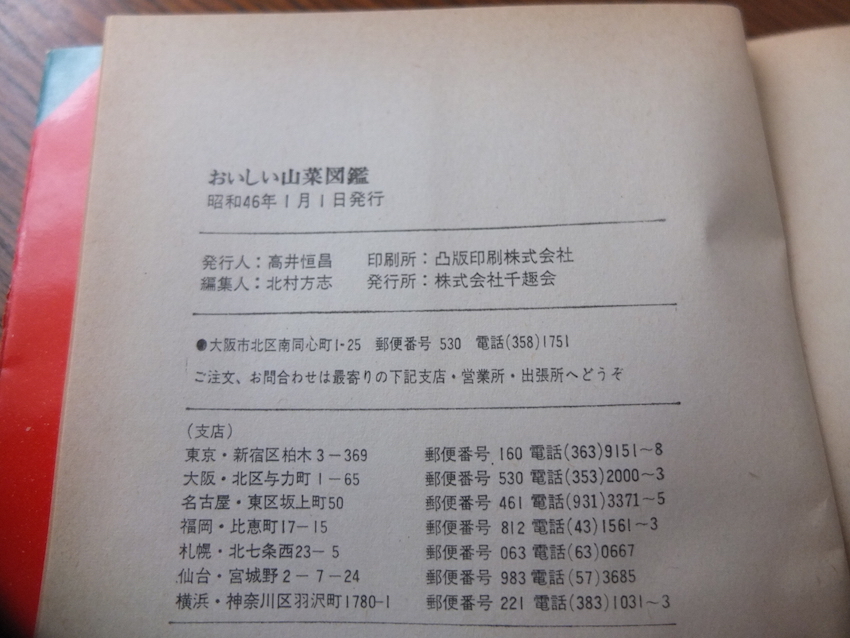 おいしい山菜図鑑
昭和46年1月1日発行
発行人：高井恒昌　印刷所：凸版印刷株式会社
編集人：北村方志　発行所：株式会社千趣会
●大阪市北区南同心町1-25　郵便番号 530　電話(358)1751
ご注文、お問合わせは最寄りの下記支店・営業所・出張所へどうぞ
（支店）
東京・新宿区柏木3－369　郵便番号 160 電話(363)9151～8
大阪・北区与力町1－65　郵便番号 530 電話(353)2000～3
名古屋・東区坂上町50　郵便番号 461 電話(931)3371～5
福岡・比恵町17－15　郵便番号 812 電話(43)1561～3
札幌・北七条西23－5　郵便番号 063 電話(63)0667
仙台・宮城野2－7－24　郵便番号 983 電話(57)3685
横浜・神奈川区羽沢町1780-1　郵便番号 221 電話(383)1031～3